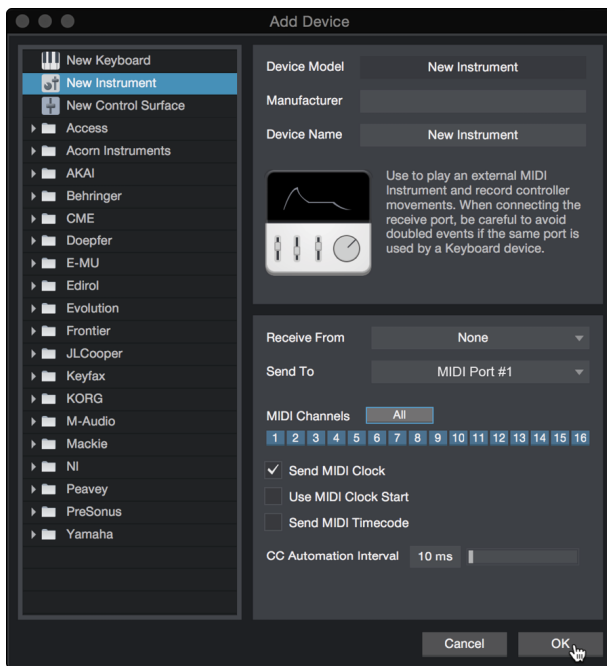 Add Device
New Keyboard
New Instrument
New Control Surface
Access
Acorn Instruments
AKAI
Behringer
CME
Doepfer
E-MU
Edirol
Evolution
Frontier
JLCooper
Keyfax
KORG
M-Audio
Mackie
NI
Peavey
PreSonus
Yamaha
Device Model New Instrument
Manufacturer
Device Name New Instrument
Use to play an external MIDI
Instrument and record controller
movements. When connecting the
receive port, be careful to avoid
doubled events if the same port is
used by a Keyboard device.
Receive From None
Send To MIDI Port #1
MIDI Channels All
1 2 3 4 5 6 7 8 9 10 11 12 13 14 15 16
Send MIDI Clock
Use MIDI Clock Start
Send MIDI Timecode
CC Automation Interval 10 ms
Cancel OK